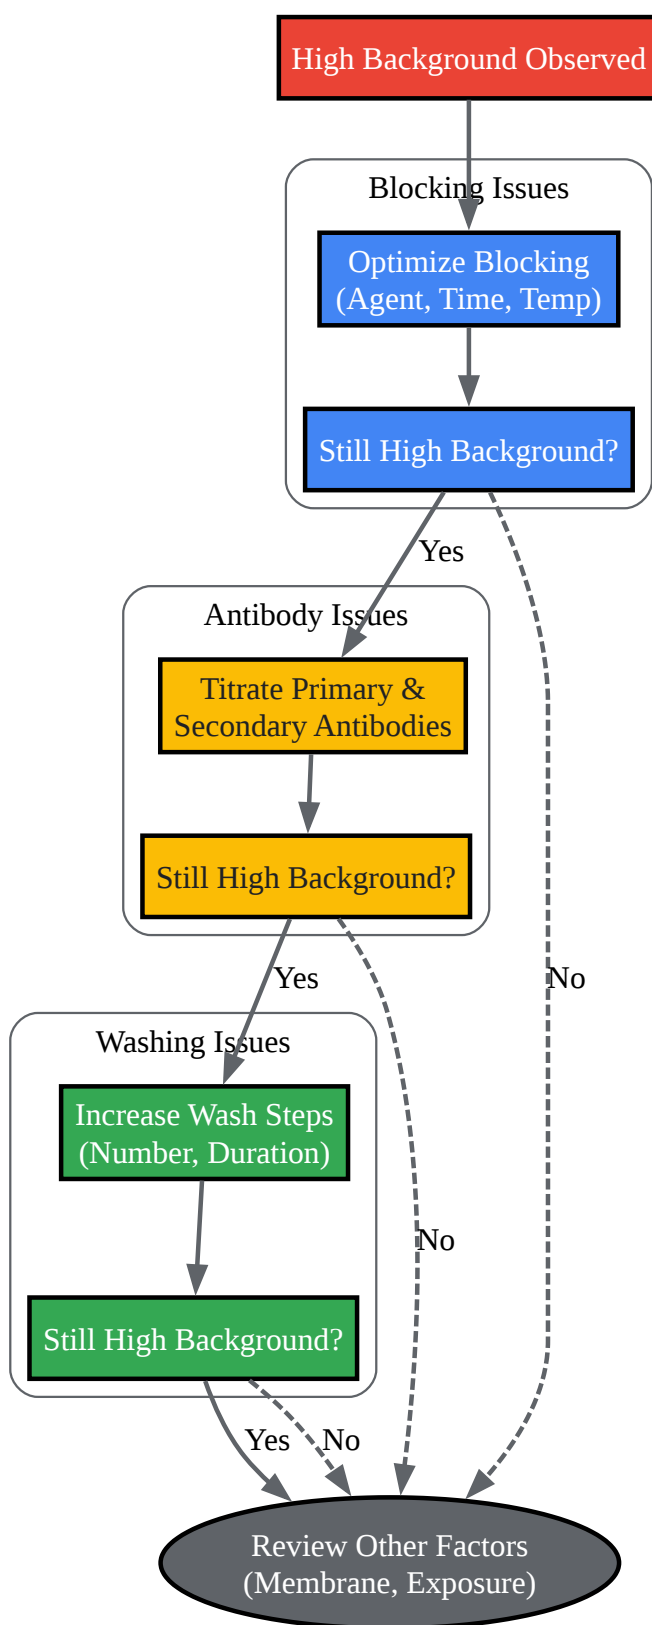 High Background Observed
Blocking Issues
Optimize Blocking
(Agent, Time, Temp)
Still High Background?
Yes
Antibody Issues
Titrate Primary &
Secondary Antibodies
Still High Background?
Yes
No
Washing Issues
Increase Wash Steps
(Number, Duration)
No
Still High Background?
Yes
No
Review Other Factors
(Membrane, Exposure)